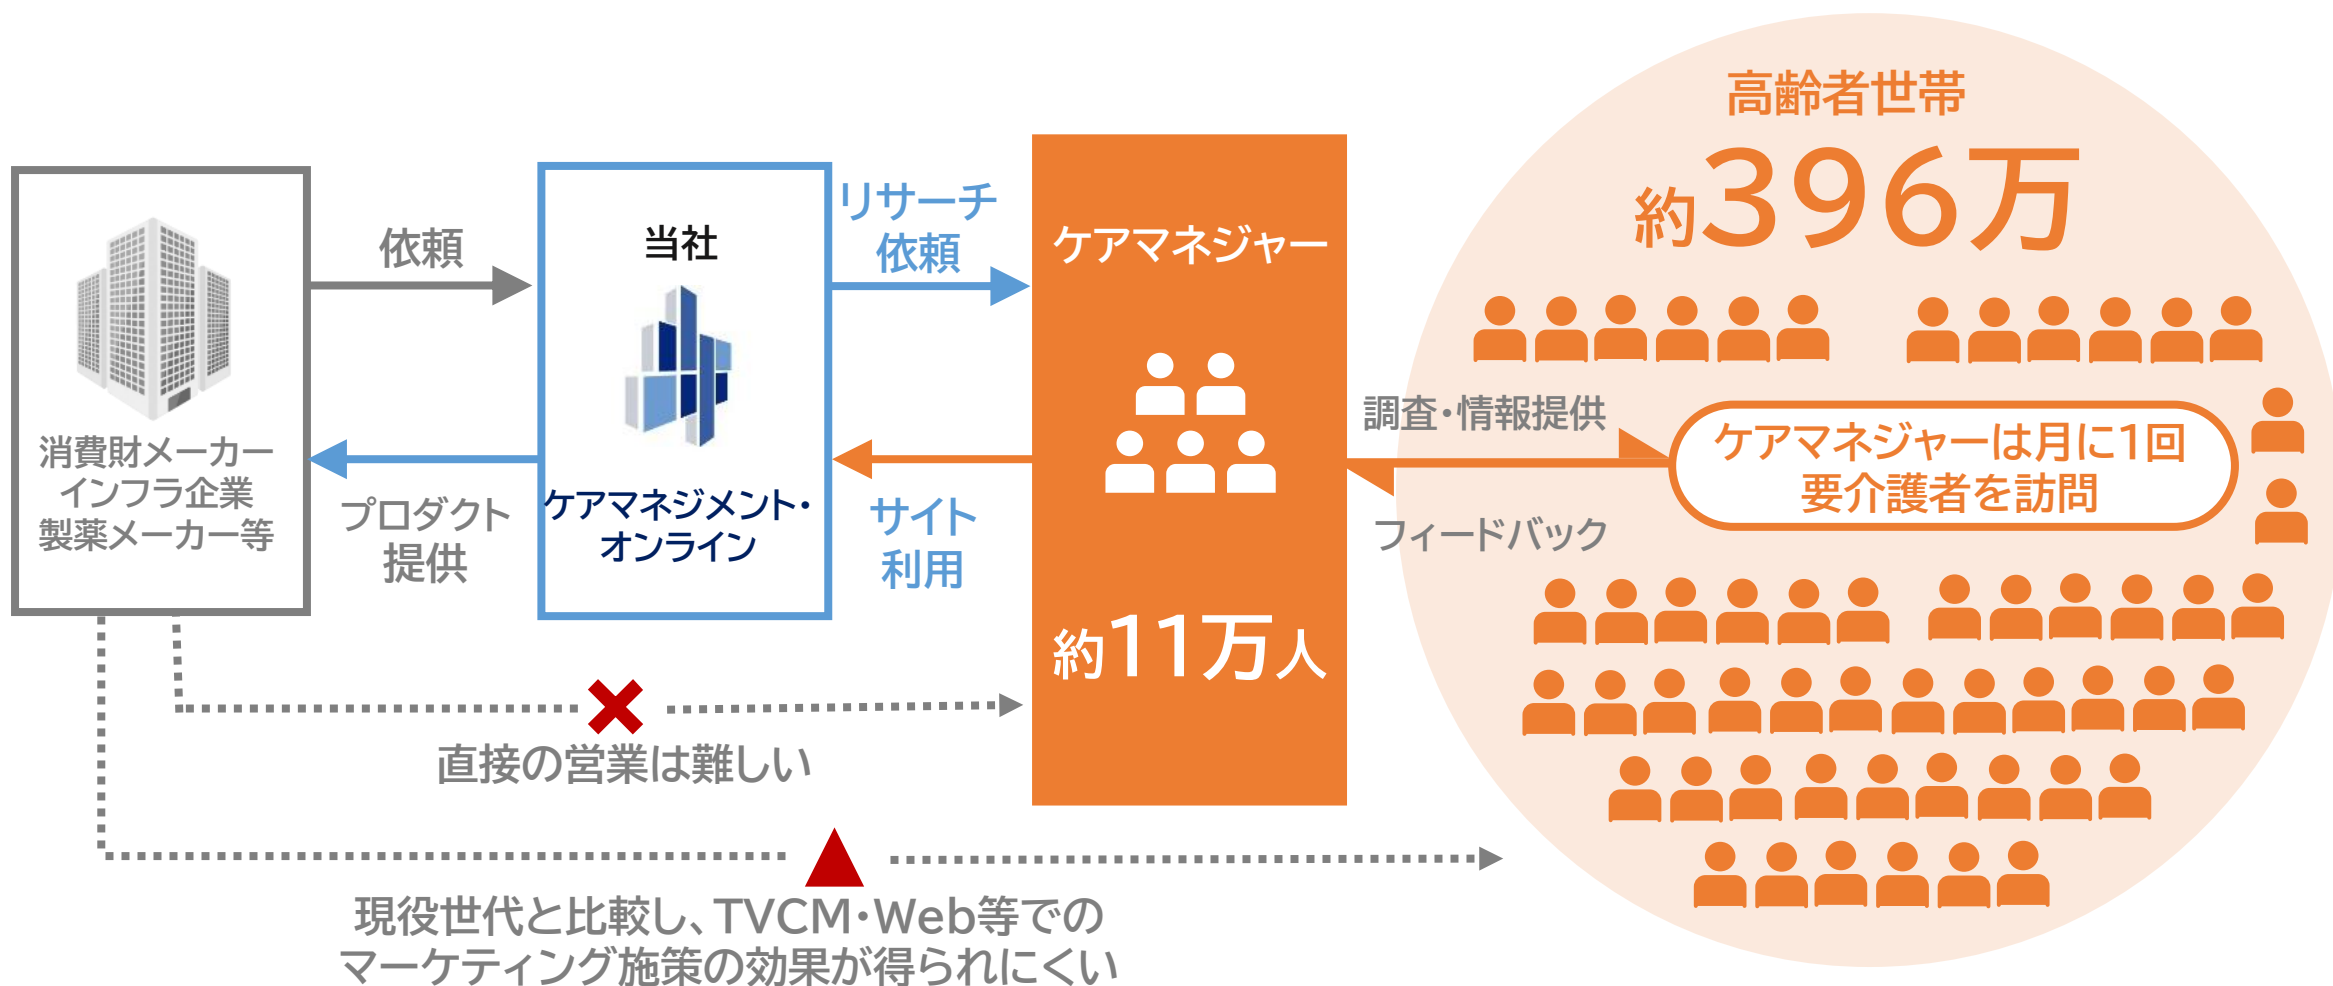 高齢者世帯
約396万
依頼
当社
リサーチ
依頼
ケアマネジャー
消費財メーカー
インフラ企業
製薬メーカー等
プロダクト
提供
ケアマネジメント・
オンライン
サイト
利用
調査・情報提供
フィードバック
ケアマネジャーは月に1回
要介護者を訪問
約11万人
直接の営業は難しい
現役世代と比較し、TVCM・Web等での
マーケティング施策の効果が得られにくい